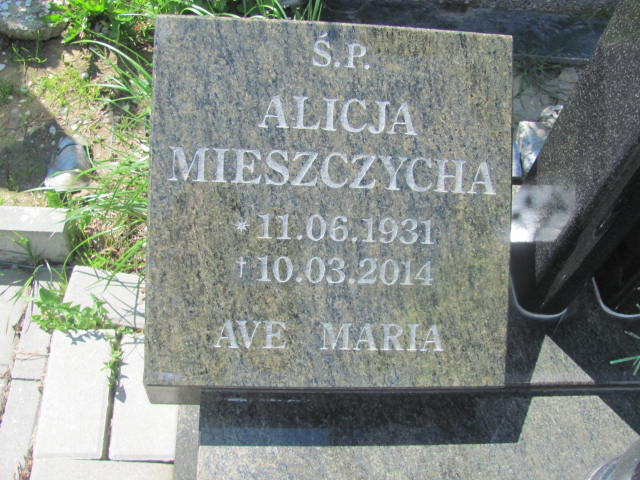 Ś.P.
ALICJA
MIESZCZYCHA
* 11.06.1931
† 10.03.2014
AVE MARIA